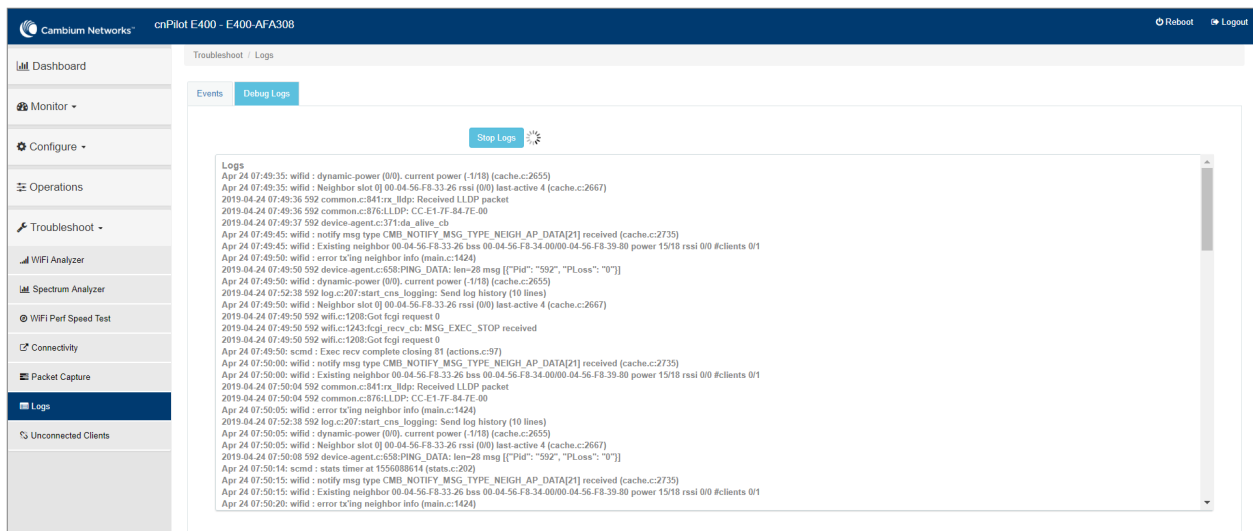 Cambium Networks™
cnPilot E400 - E400-AFA308
Reboot
Logout
Dashboard
Monitor
Configure
Operations
Troubleshoot
WiFi Analyzer
Spectrum Analyzer
WiFi Perf Speed Test
Connectivity
Packet Capture
Logs
Unconnected Clients
Troubleshoot / Logs
Events
Debug Logs
Stop Logs
Logs
Apr 24 07:49:35: wifid : dynamic-power (0/0). current power (-1/18) (cache.c:2655)
Apr 24 07:49:35: wifid : Neighbor slot 0] 00-04-56-F8-33-26 rssi (0/0) last-active 4 (cache.c:2667)
2019-04-24 07:49:36 592 common.c:841:rx_lldp: Received LLDP packet
2019-04-24 07:49:36 592 common.c:876:LLDP: CC-E1-7F-84-7E-00
2019-04-24 07:49:37 592 device-agent.c:371:da_alive_cb
Apr 24 07:49:45: wifid : notify msg type CMB_NOTIFY_MSG_TYPE_NEIGH_AP_DATA[21] received (cache.c:2735)
Apr 24 07:49:45: wifid : Existing neighbor 00-04-56-F8-33-26 bss 00-04-56-F8-34-00/00-04-56-F8-39-80 power 15/18 rssi 0/0 #clients 0/1
Apr 24 07:49:50: wifid : error tx'ing neighbor info (main.c:1424)
2019-04-24 07:49:50 592 device-agent.c:658:PING_DATA: len=28 msg [{"Pid": "592", "PLoss": "0"}]
Apr 24 07:49:50: wifid : dynamic-power (0/0). current power (-1/18) (cache.c:2655)
2019-04-24 07:52:38 592 log.c:207:start_cns_logging: Send log history (10 lines)
Apr 24 07:49:50: wifid : Neighbor slot 0] 00-04-56-F8-33-26 rssi (0/0) last-active 4 (cache.c:2667)
2019-04-24 07:49:50 592 wifi.c:1208:Got fcgi request 0
2019-04-24 07:49:50 592 wifi.c:1243:fcgi_recv_cb: MSG_EXEC_STOP received
2019-04-24 07:49:50 592 wifi.c:1208:Got fcgi request 0
Apr 24 07:49:50: scmd : Exec recv complete closing 81 (actions.c:97)
Apr 24 07:50:00: wifid : notify msg type CMB_NOTIFY_MSG_TYPE_NEIGH_AP_DATA[21] received (cache.c:2735)
Apr 24 07:50:00: wifid : Existing neighbor 00-04-56-F8-33-26 bss 00-04-56-F8-34-00/00-04-56-F8-39-80 power 15/18 rssi 0/0 #clients 0/1
2019-04-24 07:50:04 592 common.c:841:rx_lldp: Received LLDP packet
2019-04-24 07:50:04 592 common.c:876:LLDP: CC-E1-7F-84-7E-00
Apr 24 07:50:05: wifid : error tx'ing neighbor info (main.c:1424)
2019-04-24 07:52:38 592 log.c:207:start_cns_logging: Send log history (10 lines)
Apr 24 07:50:05: wifid : dynamic-power (0/0). current power (-1/18) (cache.c:2655)
Apr 24 07:50:05: wifid : Neighbor slot 0] 00-04-56-F8-33-26 rssi (0/0) last-active 4 (cache.c:2667)
2019-04-24 07:50:08 592 device-agent.c:658:PING_DATA: len=28 msg [{"Pid": "592", "PLoss": "0"}]
Apr 24 07:50:14: scmd : stats timer at 1556088614 (stats.c:202)
Apr 24 07:50:15: wifid : notify msg type CMB_NOTIFY_MSG_TYPE_NEIGH_AP_DATA[21] received (cache.c:2735)
Apr 24 07:50:15: wifid : Existing neighbor 00-04-56-F8-33-26 bss 00-04-56-F8-34-00/00-04-56-F8-39-80 power 15/18 rssi 0/0 #clients 0/1
Apr 24 07:50:20: wifid : error tx'ing neighbor info (main.c:1424)